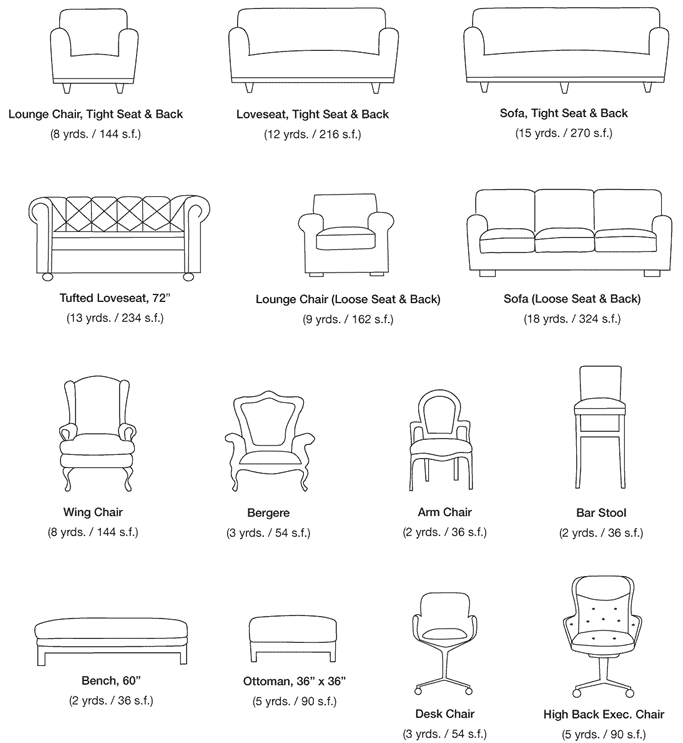 Lounge Chair, Tight Seat & Back
(8 yrds. / 144 s.f.)
Loveseat, Tight Seat & Back
(12 yrds. / 216 s.f.)
Sofa, Tight Seat & Back
(15 yrds. / 270 s.f.)
Tufted Loveseat, 72”
(13 yrds. / 234 s.f.)
Lounge Chair (Loose Seat & Back)
(9 yrds. / 162 s.f.)
Sofa (Loose Seat & Back)
(18 yrds. / 324 s.f.)
Wing Chair
(8 yrds. / 144 s.f.)
Bergere
(3 yrds. / 54 s.f.)
Arm Chair
(2 yrds. / 36 s.f.)
Bar Stool
(2 yrds. / 36 s.f.)
Bench, 60”
(2 yrds. / 36 s.f.)
Ottoman, 36” x 36”
(5 yrds. / 90 s.f.)
Desk Chair
(3 yrds. / 54 s.f.)
High Back Exec. Chair
(5 yrds. / 90 s.f.)